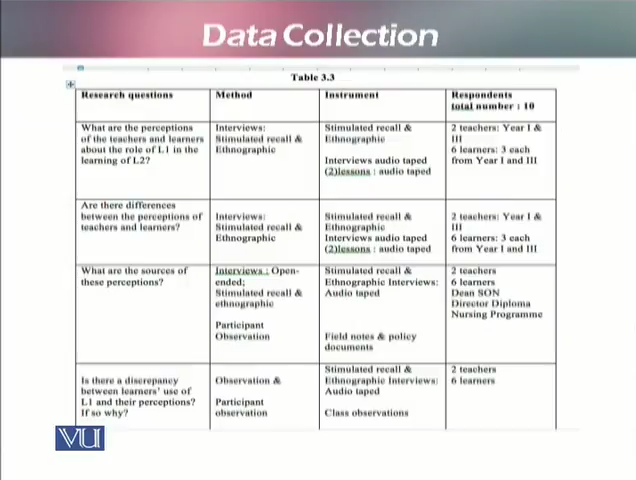 Data Collection
Table 3.3
Research questions
Method
Instrument
Respondents
total number : 10
What are the perceptions
of the teachers and learners
about the role of L1 in the
learning of L2?
Interviews:
Stimulated recall &
Ethnographic
Stimulated recall &
Ethnographic
Interviews audio taped
(2)lessons : audio taped
2 teachers: Year I &
III
6 learners: 3 each
from Year I and III
Are there differences
between the perceptions of
teachers and learners?
Interviews:
Stimulated recall &
Ethnographic
Stimulated recall &
Ethnographic
Interviews audio taped
(2)lessons : audio taped
2 teachers: Year I &
III
6 learners: 3 each
from Year I and III
What are the sources of
these perceptions?
Interviews : Open-
ended;
Stimulated recall &
ethnographic
Participant
Observation
Stimulated recall &
Ethnographic Interviews:
Audio taped
Field notes & policy
documents
2 teachers
6 learners
Dean SON
Director Diploma
Nursing Programme
Is there a discrepancy
between learners' use of
L1 and their perceptions?
If so why?
Observation &
Participant
observation
Stimulated recall &
Ethnographic Interviews:
Audio taped
Class observations
2 teachers
6 learners
VU